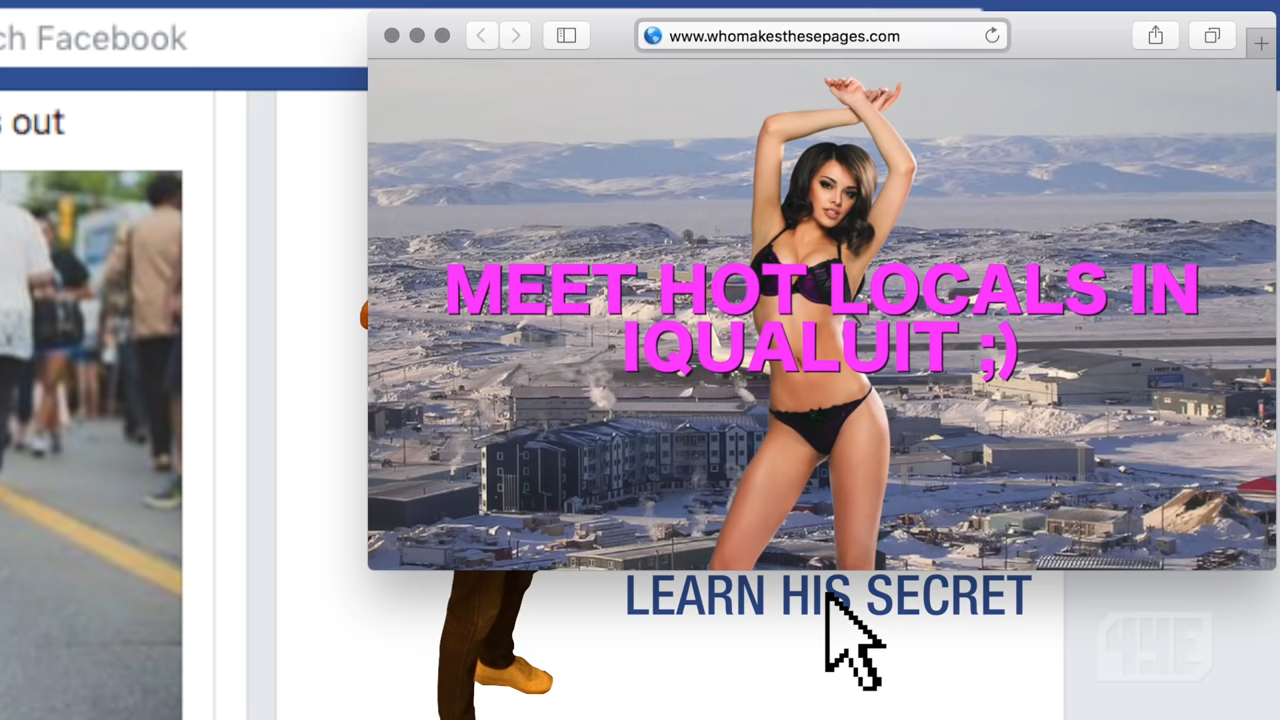 ch Facebook
www.whomakesthesepages.com
s out
MEET HOT LOCALS IN
IQUALUIT ;)
LEARN HIS SECRET